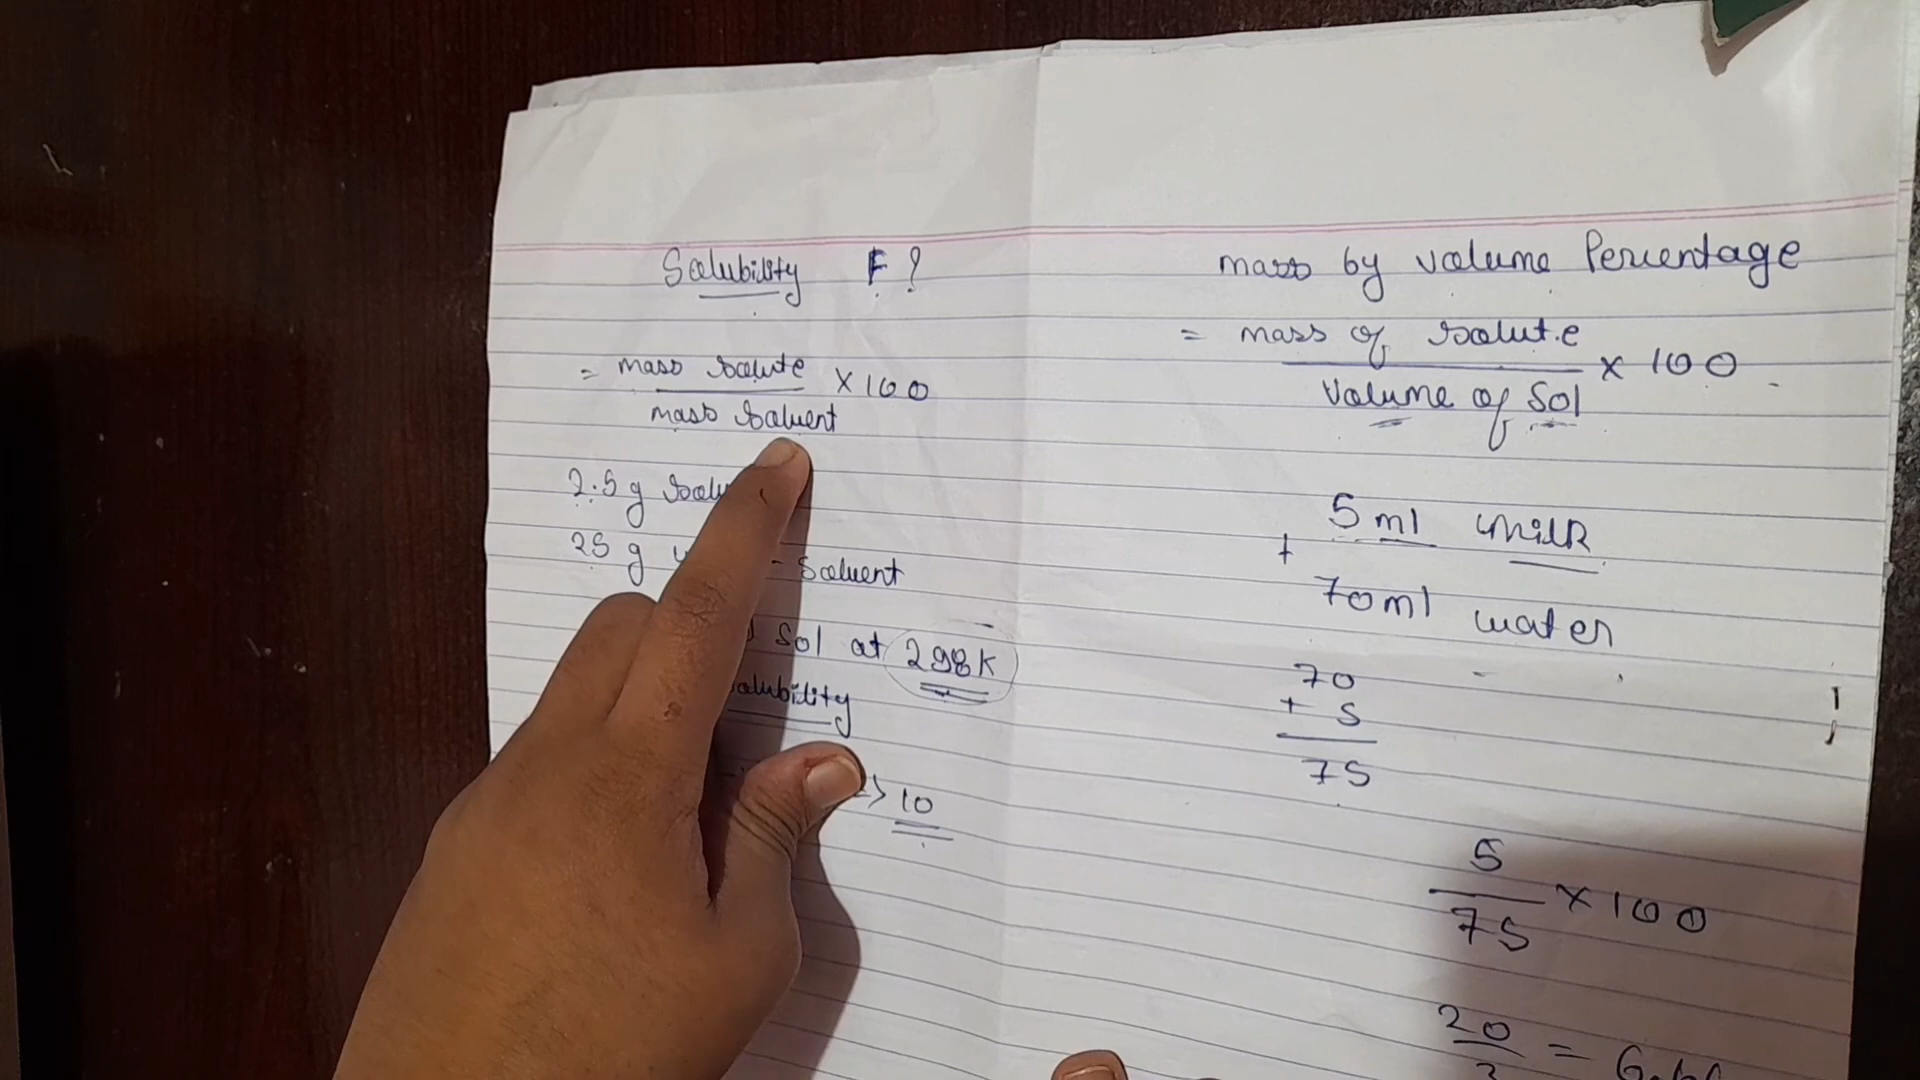 Solubility F ?
= mass solute / mass solvent × 100
2.5 g
25 g - Solvent
Sol at 298K
10
mass by volume Percentage
= mass of solute / Volume of Sol × 100
5 ml milk
+ 70 ml water
70
+ 5
75
5 / 75 × 100
20 / 3 =